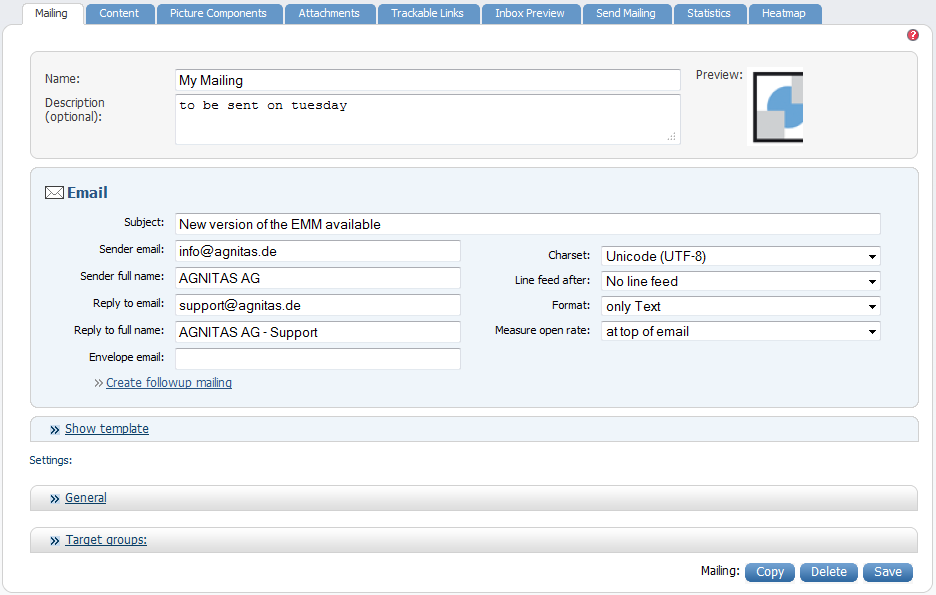 Mailing Content Picture Components Attachments Trackable Links Inbox Preview Send Mailing Statistics Heatmap
?
Name: My Mailing Preview:
Description to be sent on tuesday
(optional):
Email
Subject: New version of the EMM available
Sender email: info@agnitas.de Charset: Unicode (UTF-8)
Sender full name: AGNITAS AG Line feed after: No line feed
Reply to email: support@agnitas.de Format: only Text
Reply to full name: AGNITAS AG - Support Measure open rate: at top of email
Envelope email:
» Create followup mailing
» Show template
Settings:
» General
» Target groups:
Mailing: Copy Delete Save